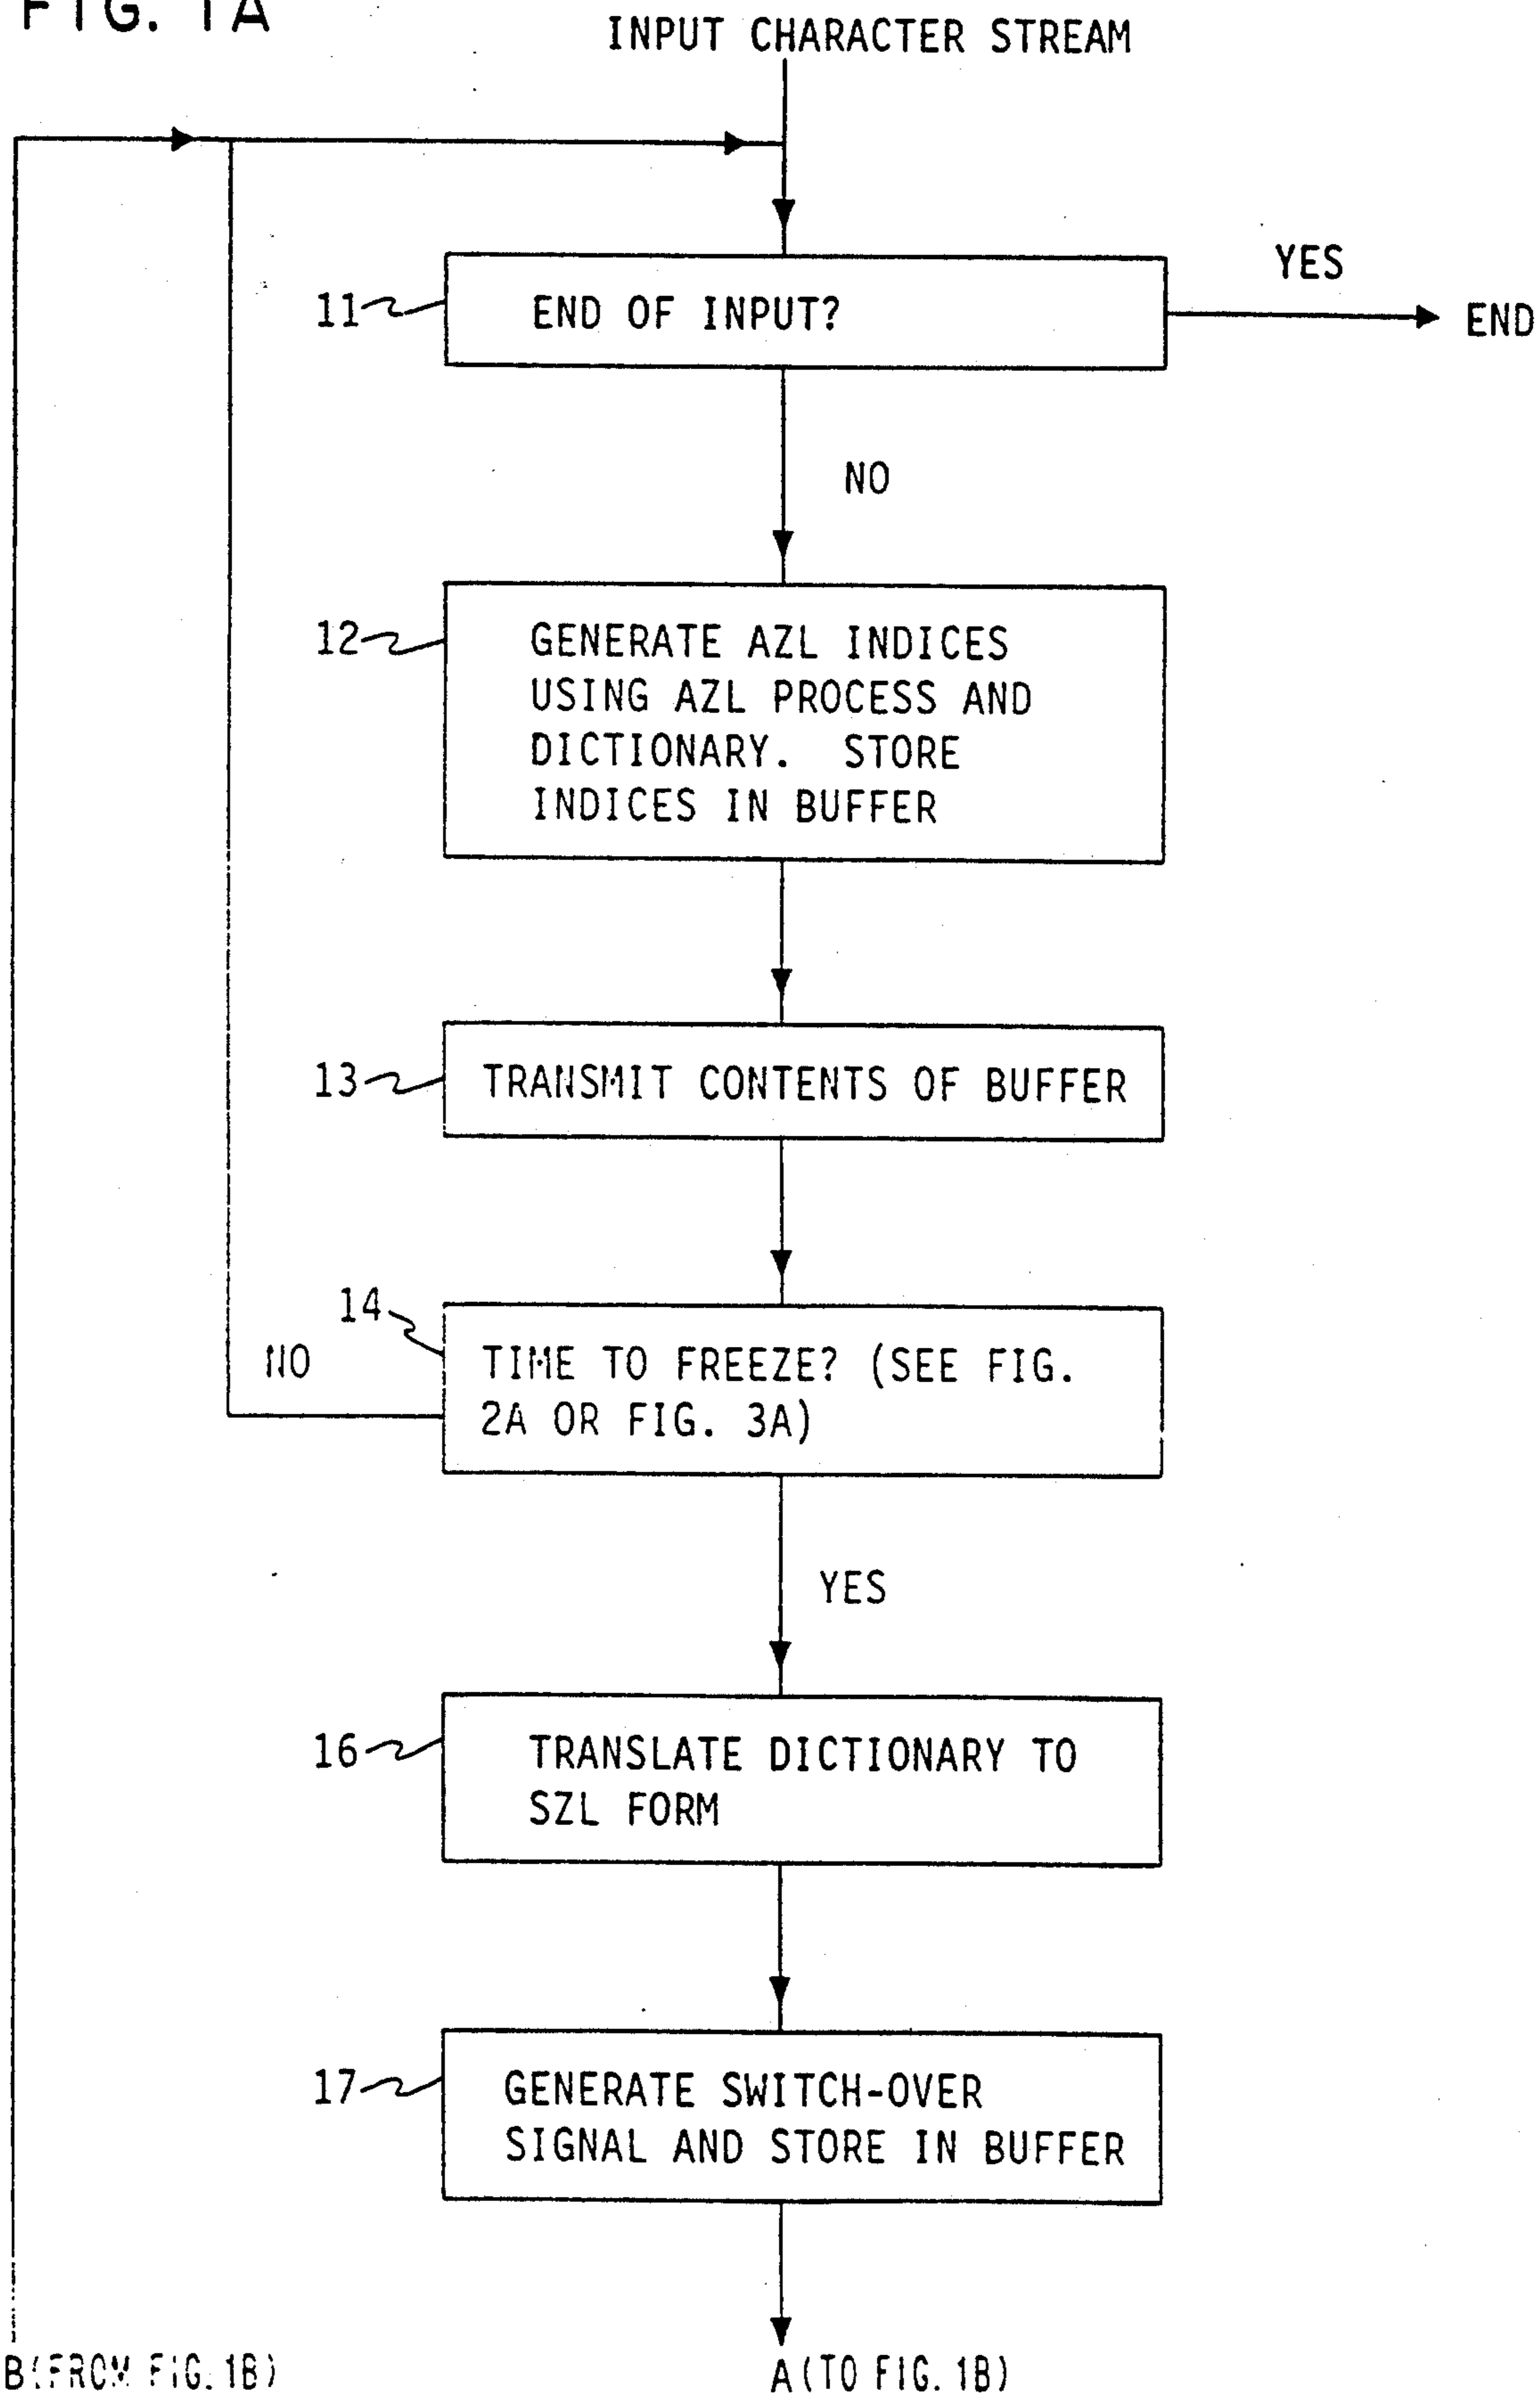 FIG. 1A
INPUT CHARACTER STREAM
11
END OF INPUT?
YES
END
NO
12
GENERATE AZL INDICES
USING AZL PROCESS AND
DICTIONARY. STORE
INDICES IN BUFFER
13
TRANSMIT CONTENTS OF BUFFER
14
TIME TO FREEZE? (SEE FIG.
2A OR FIG. 3A)
NO
YES
16
TRANSLATE DICTIONARY TO
SZL FORM
17
GENERATE SWITCH-OVER
SIGNAL AND STORE IN BUFFER
B(FROM FIG. 1B)
A(TO FIG. 1B)